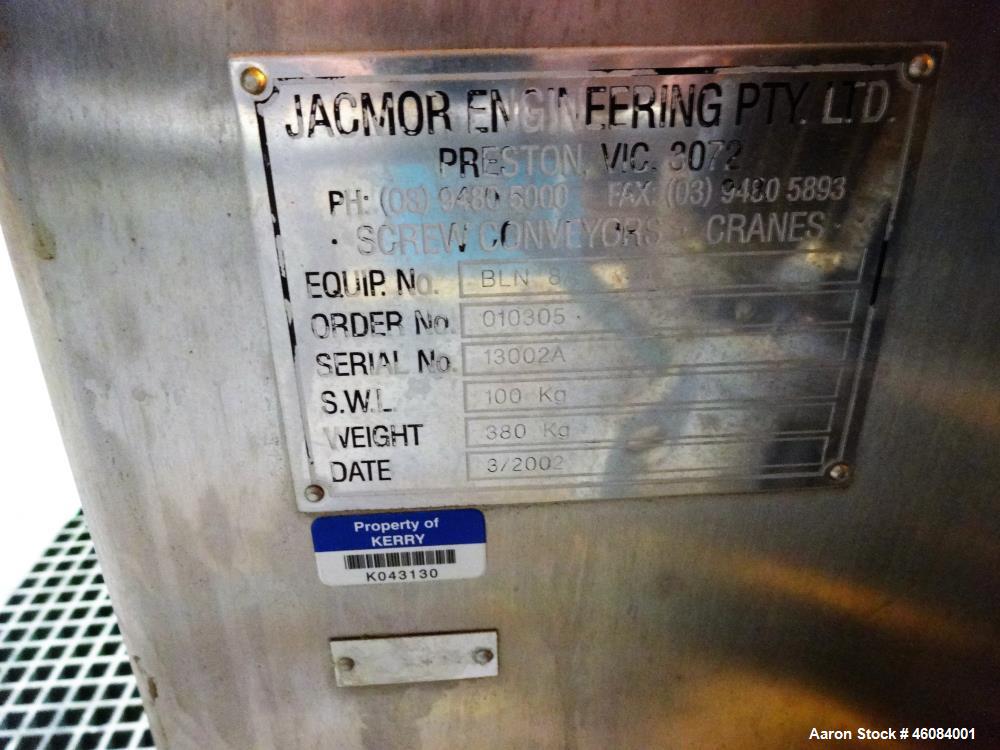 JACMOR ENGINEERING PTY. LTD.
PRESTON, VIC. 3072
PH: (03) 9480 5000 FAX: (03) 9480 5893
· SCREW CONVEYORS · CRANES ·
EQUIP. No. BLN 8
ORDER No. 010305
SERIAL No. 13002A
S.W.L. 100 Kg
WEIGHT 380 Kg
DATE 3/2002
Property of
KERRY
K043130
Aaron Stock # 46084001